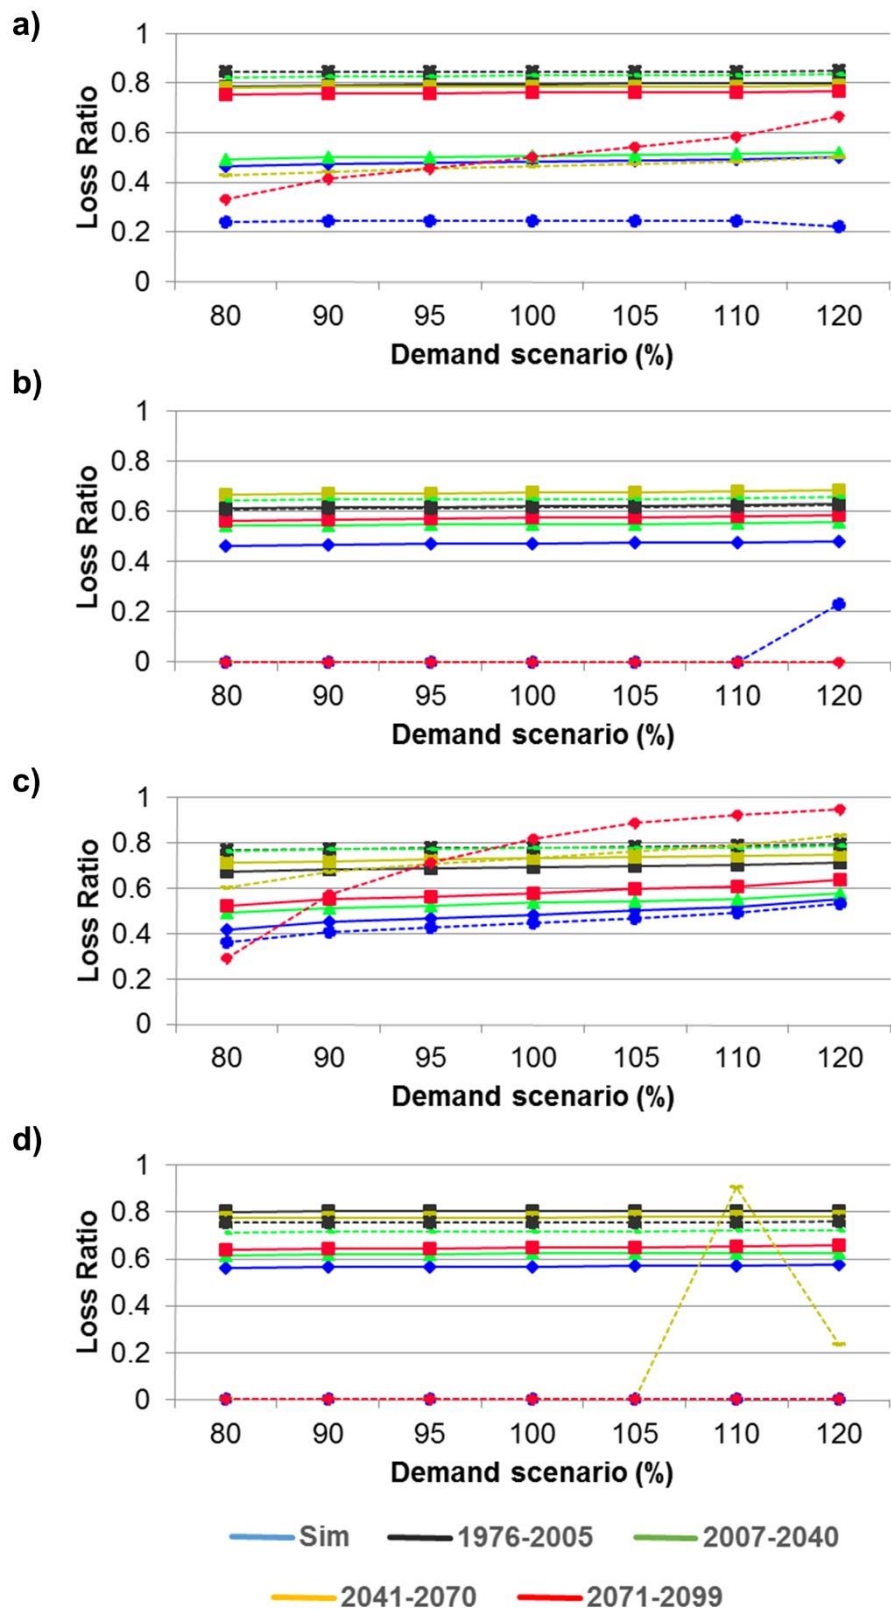 a)
1
0.8
0.6
0.4
0.2
0
Loss Ratio
80 90 95 100 105 110 120
Demand scenario (%)
b)
1
0.8
0.6
0.4
0.2
0
Loss Ratio
80 90 95 100 105 110 120
Demand scenario (%)
c)
1
0.8
0.6
0.4
0.2
0
Loss Ratio
80 90 95 100 105 110 120
Demand scenario (%)
d)
1
0.8
0.6
0.4
0.2
0
Loss Ratio
80 90 95 100 105 110 120
Demand scenario (%)
Sim 1976-2005 2007-2040
2041-2070 2071-2099